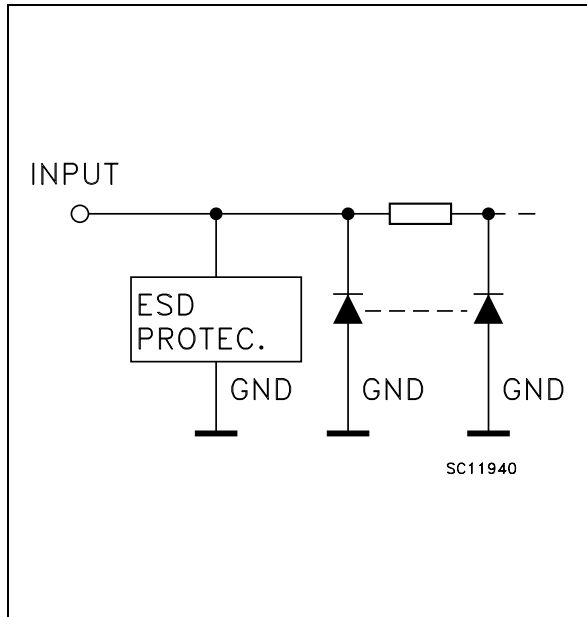 INPUT
ESD
PROTEC.
GND
GND
GND
SC11940